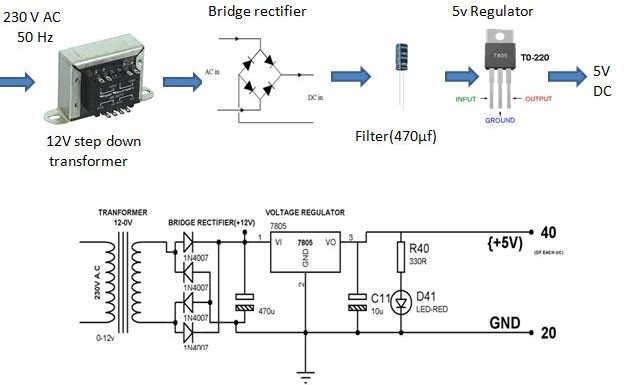 230 V AC
50 Hz
Bridge rectifier
5v Regulator
7805
TO-220
AC in
DC in
INPUT
OUTPUT
GROUND
5V
DC
12V step down
transformer
Filter(470μf)
TRANFORMER
12-0V
BRIDGE RECTIFIER(+12V)
VOLTAGE REGULATOR
7805
1
VI
7805
VO
3
GND
2
40
{+5V)
(OF EACH UC)
230V A.C
1N4007
1N4007
1N4007
1N4007
0-12v
470u
C11
10u
R40
330R
D41
LED-RED
GND
20